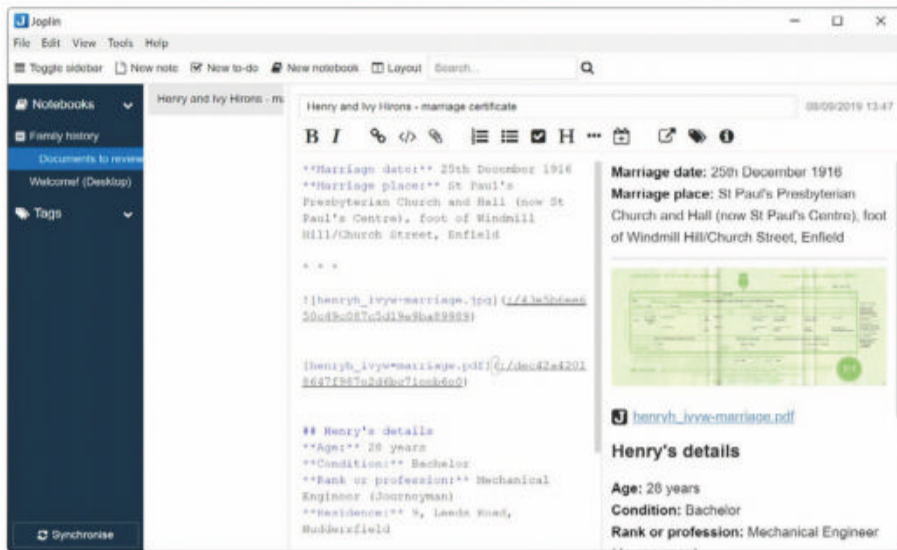 Joplin
File Edit View Tools Help
Toggle sidebar New note New to-do New notebook Layout Search...
Notebooks
Family history
Documents to review
Welcome! (Desktop)
Tags
Synchronise
Henry and Ivy Hirons - ma
Henry and Ivy Hirons - marriage certificate
08/09/2019 13:47
B I H
**Marriage date:** 25th December 1916
**Marriage place:** St Paul's
Presbyterian Church and Hall (now St
Paul's Centre), foot of Windmill
Hill/Church Street, Enfield
* * *
![henryh_ivyw-marriage.jpg]
[henryh_ivyw-marriage.pdf]
## Henry's details
**Age:** 28 years
**Condition:** Bachelor
**Rank or profession:** Mechanical
Engineer (Journeyman)
**Residence:** 9, Leeds Road,
Huddersfield
Marriage date: 25th December 1916
Marriage place: St Paul's Presbyterian
Church and Hall (now St Paul's Centre), foot
of Windmill Hill/Church Street, Enfield
henryh_ivyw-marriage.pdf
Henry's details
Age: 28 years
Condition: Bachelor
Rank or profession: Mechanical Engineer